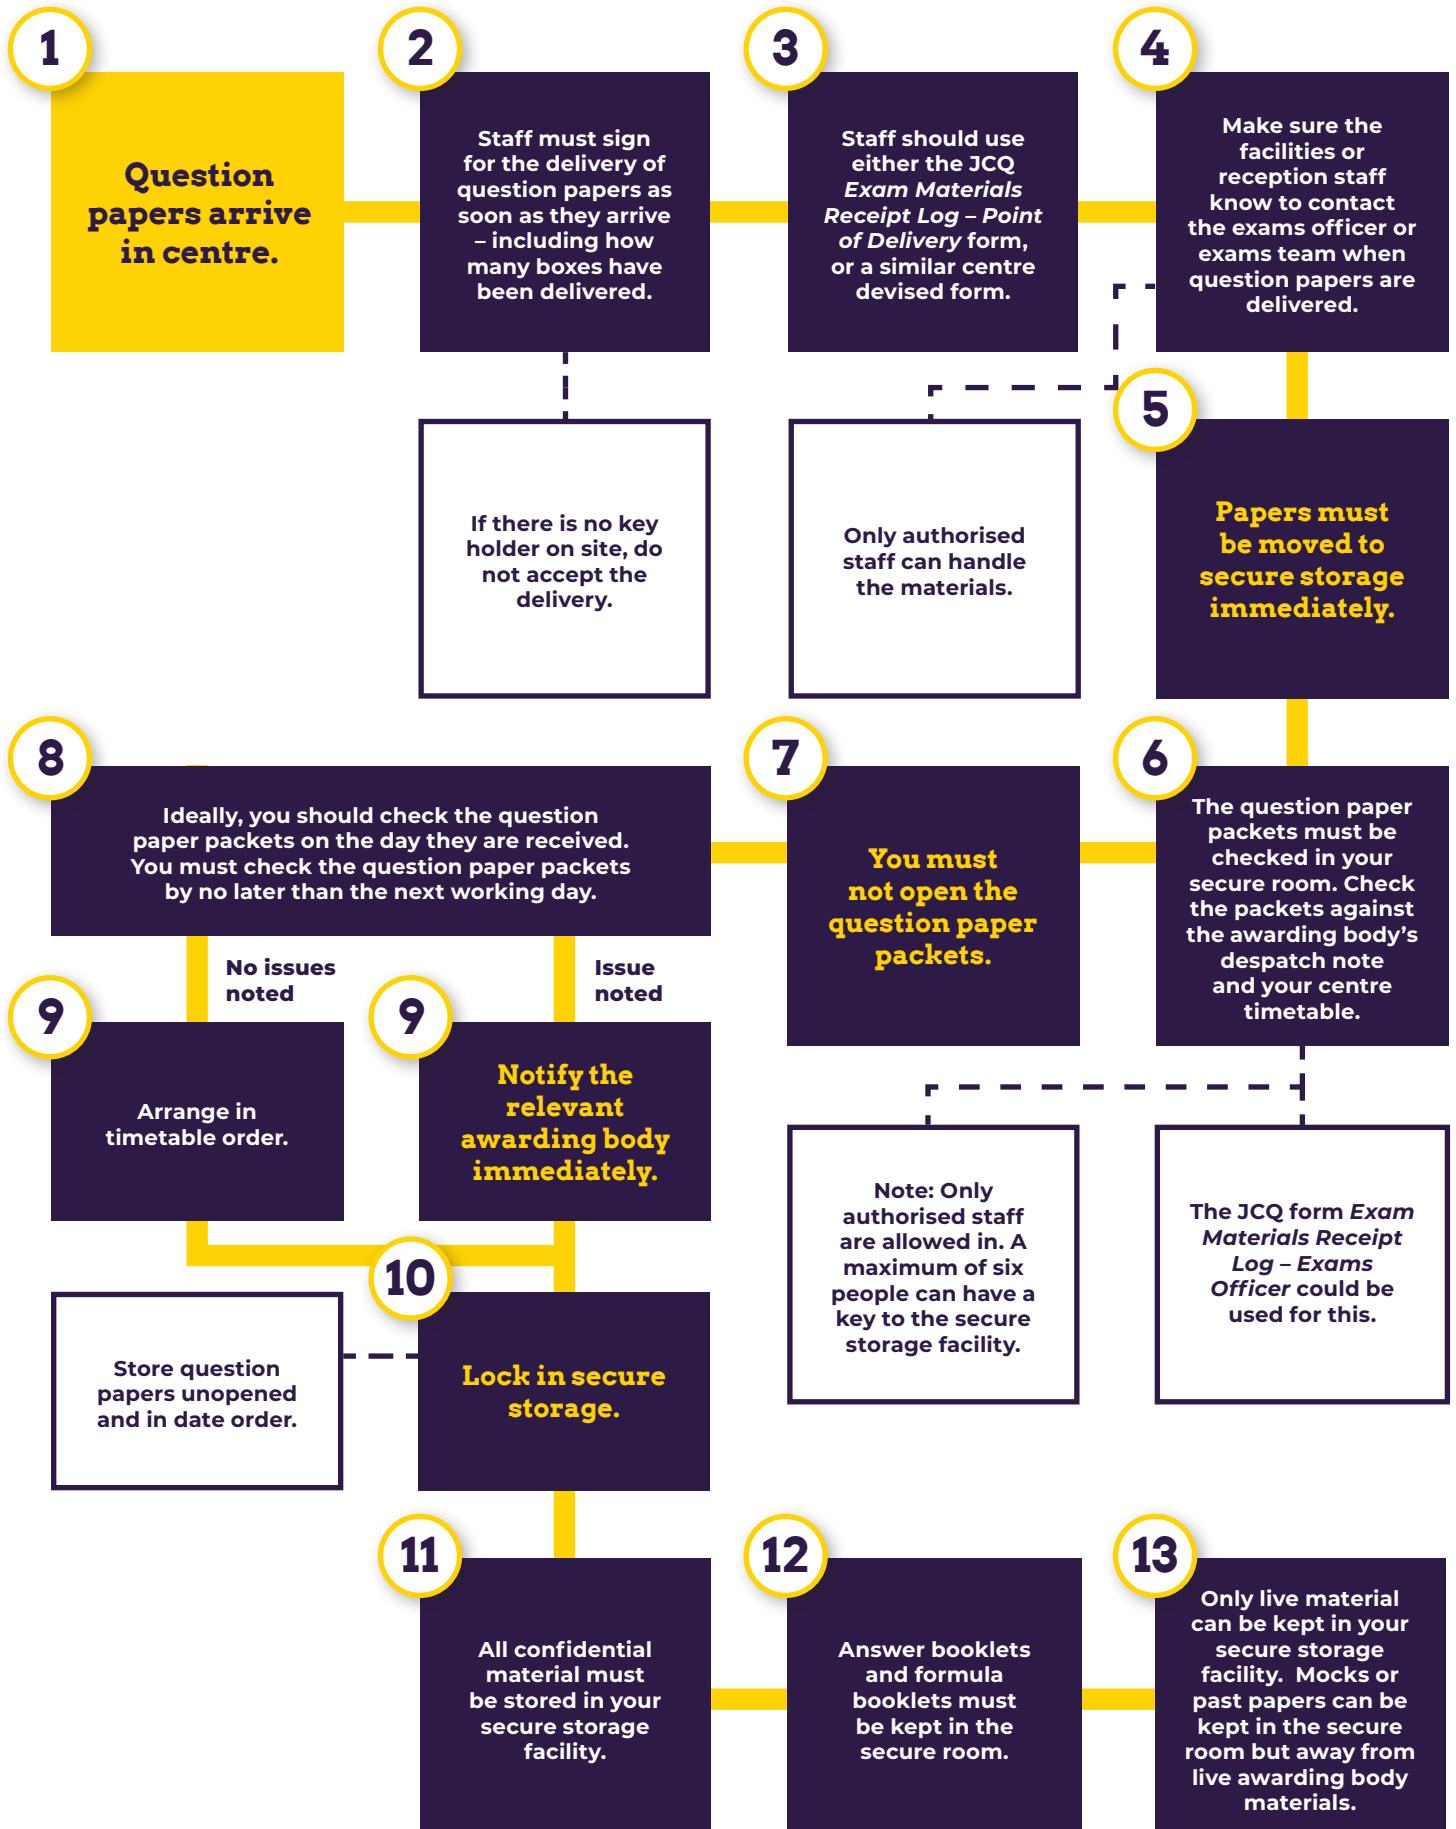 1
Question
papers arrive
in centre.
2
Staff must sign
for the delivery of
question papers as
soon as they arrive
– including how
many boxes have
been delivered.
If there is no key
holder on site, do
not accept the
delivery.
3
Staff should use
either the JCQ
Exam Materials
Receipt Log – Point
of Delivery form,
or a similar centre
devised form.
4
Make sure the
facilities or
reception staff
know to contact
the exams officer or
exams team when
question papers are
delivered.
Only authorised
staff can handle
the materials.
5
Papers must
be moved to
secure storage
immediately.
6
The question paper
packets must be
checked in your
secure room. Check
the packets against
the awarding body’s
despatch note
and your centre
timetable.
Note: Only
authorised staff
are allowed in. A
maximum of six
people can have a
key to the secure
storage facility.
The JCQ form Exam
Materials Receipt
Log – Exams
Officer could be
used for this.
7
You must
not open the
question paper
packets.
8
Ideally, you should check the question
paper packets on the day they are received.
You must check the question paper packets
by no later than the next working day.
No issues
noted
9
Arrange in
timetable order.
Issue
noted
9
Notify the
relevant
awarding body
immediately.
10
Lock in secure
storage.
Store question
papers unopened
and in date order.
11
All confidential
material must
be stored in your
secure storage
facility.
12
Answer booklets
and formula
booklets must
be kept in the
secure room.
13
Only live material
can be kept in your
secure storage
facility.  Mocks or
past papers can be
kept in the secure
room but away from
live awarding body
materials.